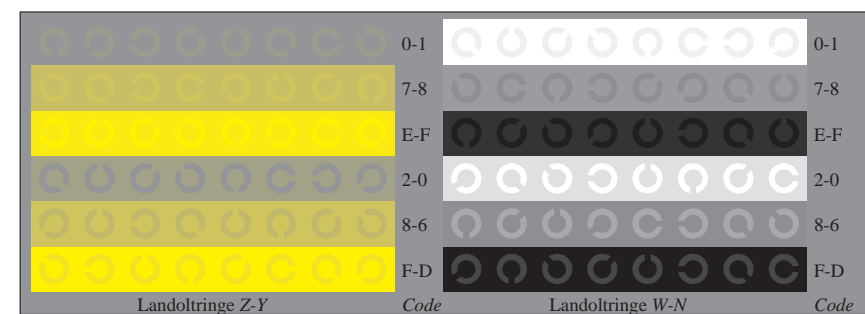 0-1 0-1
7-8 7-8
E-F E-F
2-0 2-0
8-6 8-6
F-D F-D
Landoltringe Z-Y Code Landoltringe W-N Code